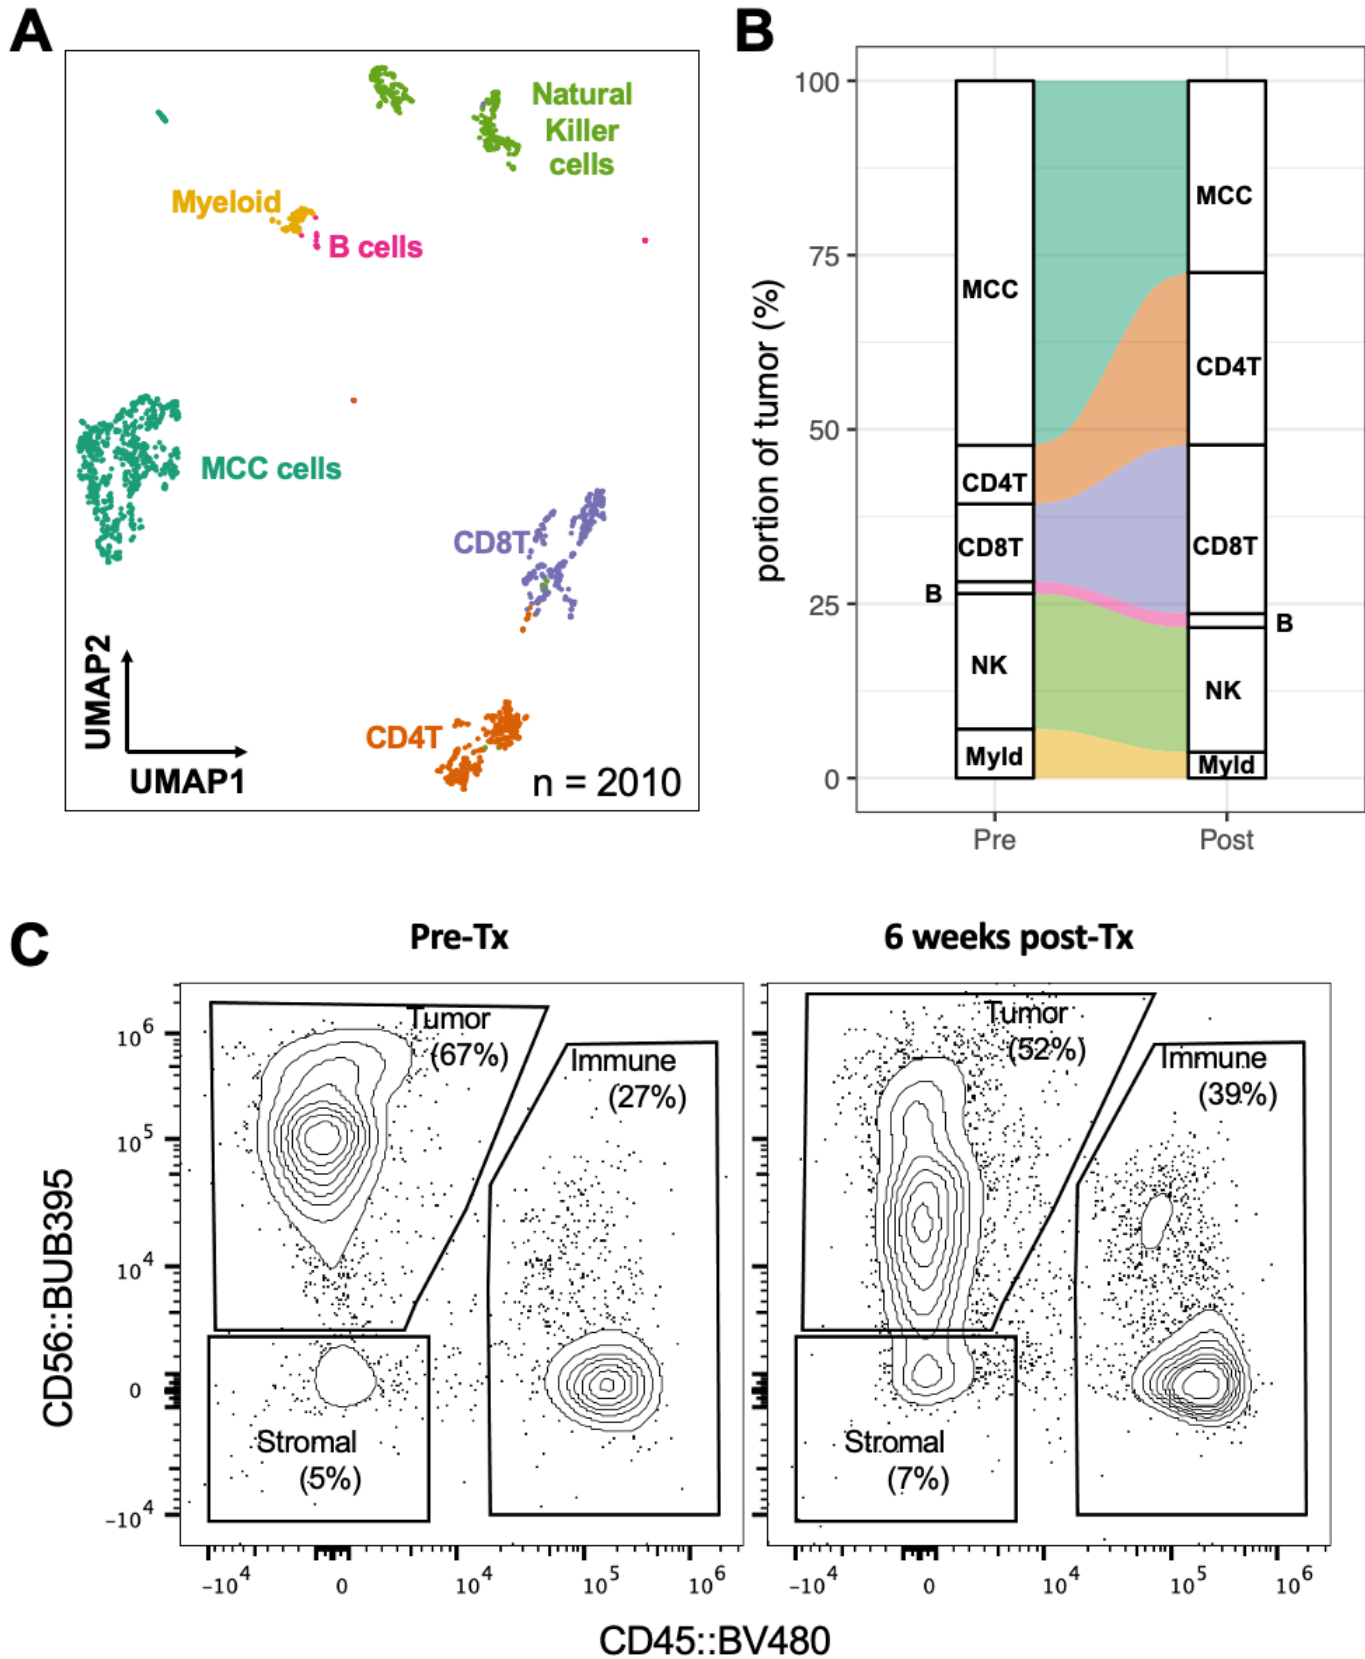 A
Natural
Killer
cells
Myeloid
B cells
MCC cells
CD8T
CD4T
UMAP2
UMAP1
n = 2010
B
portion of tumor (%)
100
75
50
25
0
MCC
CD4T
CD8T
B
NK
Myld
MCC
CD4T
CD8T
B
NK
Myld
Pre
Post
C
Pre-Tx
6 weeks post-Tx
CD56::BUB395
10^6
10^5
10^4
0
-10^4
Tumor
(67%)
Immune
(27%)
Stromal
(5%)
Tumor
(52%)
Immune
(39%)
Stromal
(7%)
-10^4
0
10^4
10^5
10^6
-10^4
0
10^4
10^5
10^6
CD45::BV480